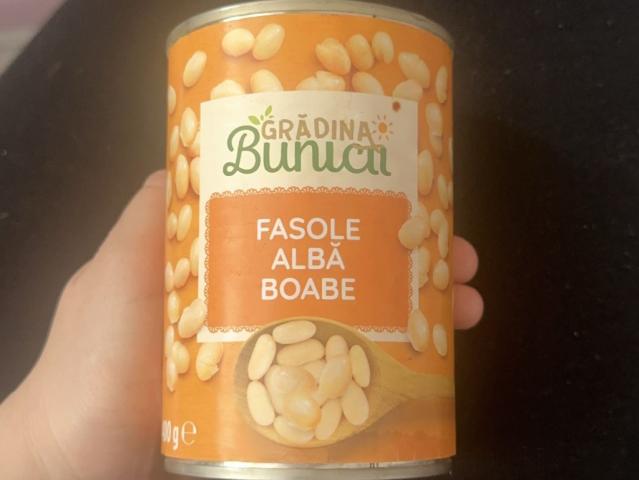 GRĂDINA
Bunicii
FASOLE
ALBĂ
BOABE
g ℮